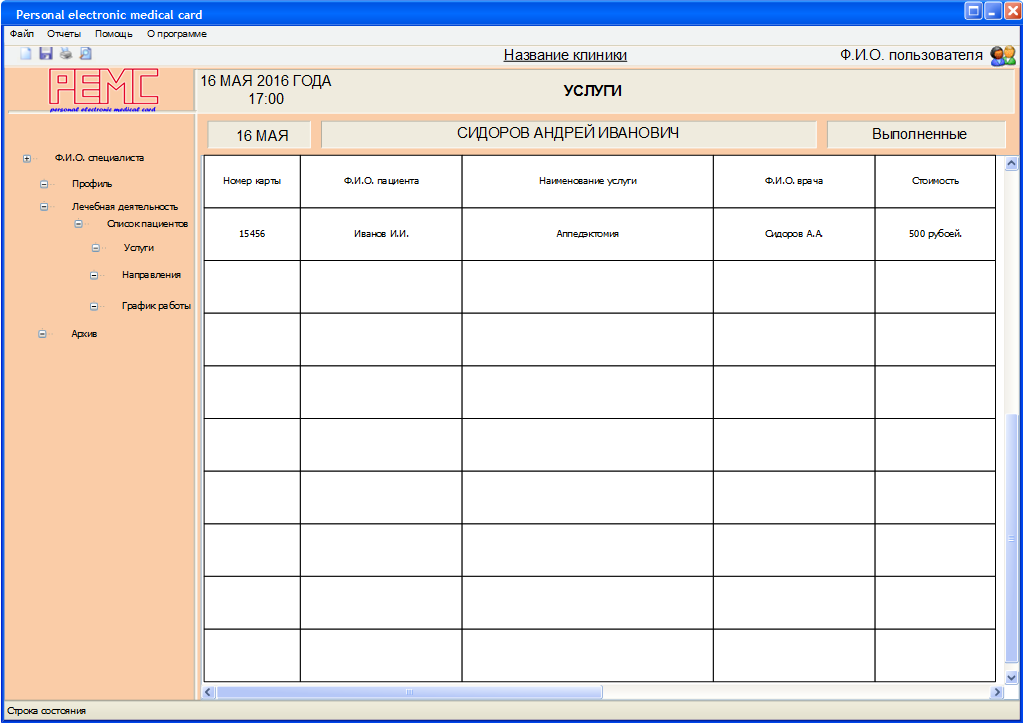 Personal electronic medical card
Файл Отчеты Помощь О программе
Название клиники
Ф.И.О. пользователя
PEMC
personal electronic medical card
16 МАЯ 2016 ГОДА
17:00
УСЛУГИ
16 МАЯ
СИДОРОВ АНДРЕЙ ИВАНОВИЧ
Выполненные
Ф.И.О. специалиста
Профиль
Лечебная деятельность
Список пациентов
Услуги
Направления
График работы
Архив
Номер карты Ф.И.О. пациента Наименование услуги Ф.И.О. врача Стоимость
15456 Иванов И.И. Аппедэктомия Сидоров А.А. 500 рубоей.
Строка состояния